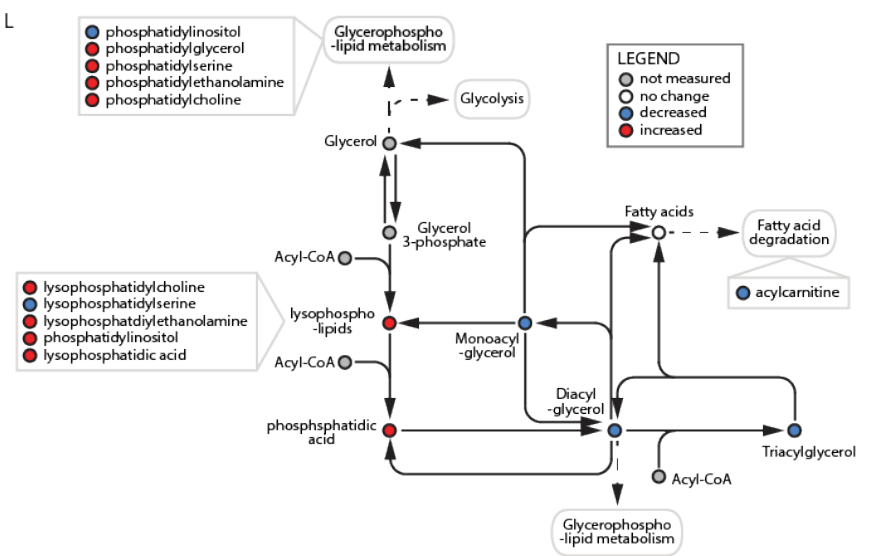 L
phosphatidylinositol
phosphatidylglycerol
phosphatidylserine
phosphatidylethanolamine
phosphatidylcholine
Glycerophospho
-lipid metabolism
LEGEND
not measured
no change
decreased
increased
Glycolysis
Glycerol
Glycerol
3-phosphate
Fatty acids
Fatty acid
degradation
acylcarnitine
Acyl-CoA
lysophosphatidylcholine
lysophosphatidylserine
lysophosphatdiylethanolamine
phosphatidylinositol
lysophosphatidic acid
lysophospho
-lipids
Monoacyl
-glycerol
Acyl-CoA
Diacyl
-glycerol
phosphsphatidic
acid
Triacylglycerol
Acyl-CoA
Glycerophospho
-lipid metabolism